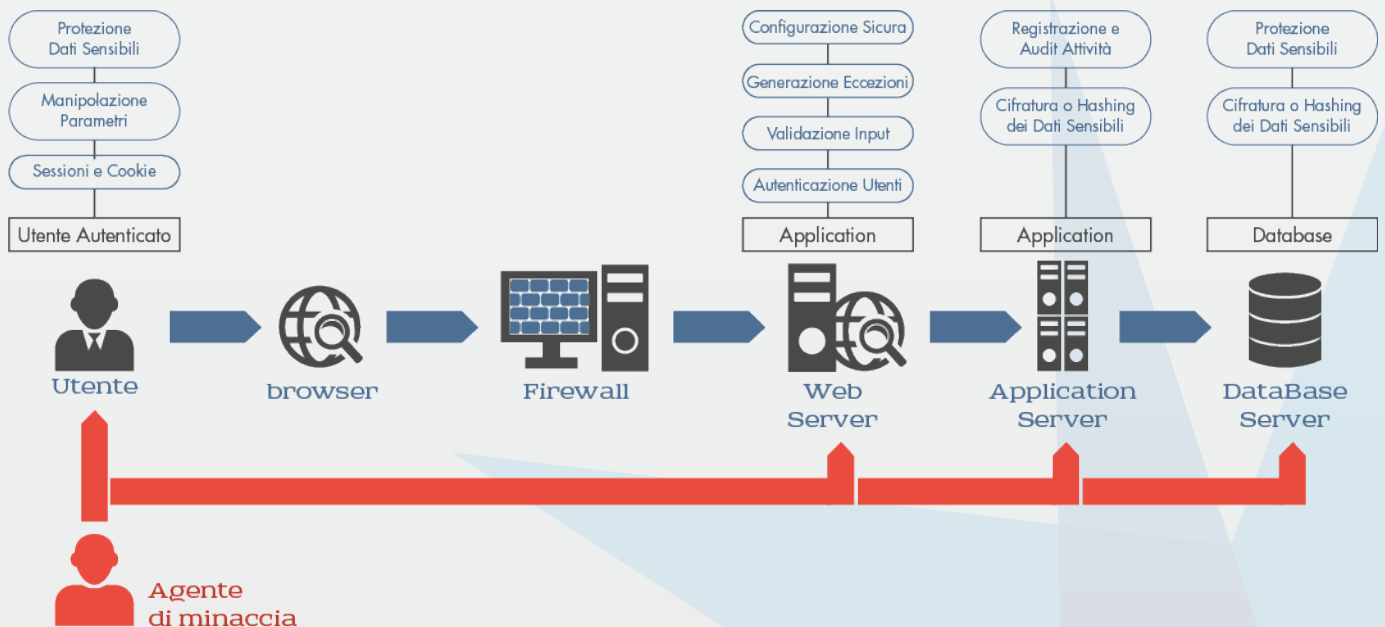 Protezione
Dati Sensibili
Manipolazione
Parametri
Sessioni e Cookie
Utente Autenticato
Configurazione Sicura
Generazione Eccezioni
Validazione Input
Autenticazione Utenti
Application
Registrazione e
Audit Attività
Cifratura o Hashing
dei Dati Sensibili
Application
Protezione
Dati Sensibili
Cifratura o Hashing
dei Dati Sensibili
Database
Utente
browser
Firewall
Web
Server
Application
Server
DataBase
Server
Agente
di minaccia